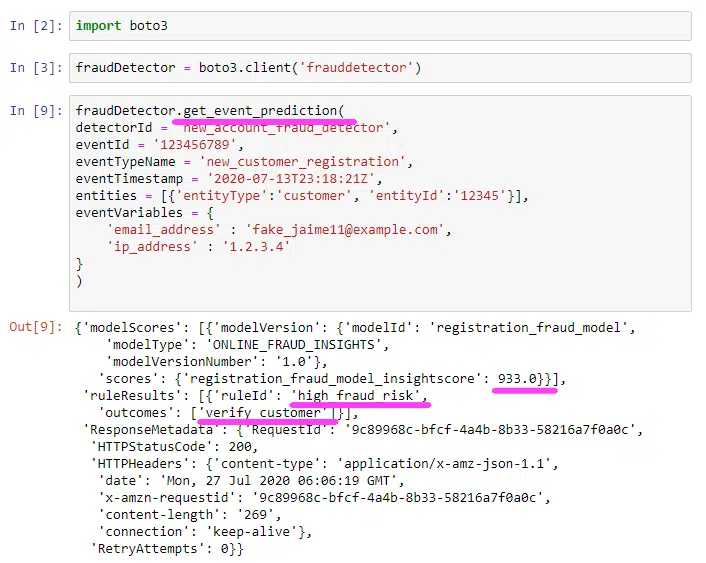 In [2]: import boto3
In [3]: fraudDetector = boto3.client('frauddetector')
In [9]: fraudDetector.get_event_prediction(
detectorId = 'new_account_fraud_detector',
eventId = '123456789',
eventTypeName = 'new_customer_registration',
eventTimestamp = '2020-07-13T23:18:21Z',
entities = [{'entityType':'customer', 'entityId':'12345'}],
eventVariables = {
    'email_address' : 'fake_jaime11@example.com',
    'ip_address' : '1.2.3.4'
}
)
Out[9]: {'modelScores': [{'modelVersion': {'modelId': 'registration_fraud_model',
    'modelType': 'ONLINE_FRAUD_INSIGHTS',
    'modelVersionNumber': '1.0'},
   'scores': {'registration_fraud_model_insightscore': 933.0}}],
 'ruleResults': [{'ruleId': 'high_fraud_risk',
   'outcomes': ['verify_customer']}],
 'ResponseMetadata': {'RequestId': '9c89968c-bfcf-4a4b-8b33-58216a7f0a0c',
  'HTTPStatusCode': 200,
  'HTTPHeaders': {'content-type': 'application/x-amz-json-1.1',
   'date': 'Mon, 27 Jul 2020 06:06:19 GMT',
   'x-amzn-requestid': '9c89968c-bfcf-4a4b-8b33-58216a7f0a0c',
   'content-length': '269',
   'connection': 'keep-alive'},
  'RetryAttempts': 0}}